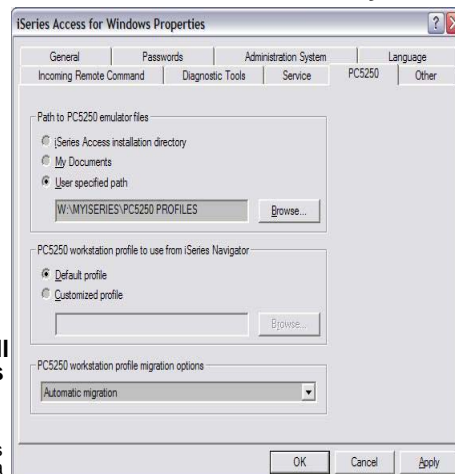 iSeries Access for Windows Properties
General Passwords Administration System Language
Incoming Remote Command Diagnostic Tools Service PC5250 Other
Path to PC5250 emulator files
iSeries Access installation directory
My Documents
User specified path
W:\MYISERIES\PC5250 PROFILES Browse...
PC5250 workstation profile to use from iSeries Navigator
Default profile
Customized profile
Browse...
PC5250 workstation profile migration options
Automatic migration
OK Cancel Apply